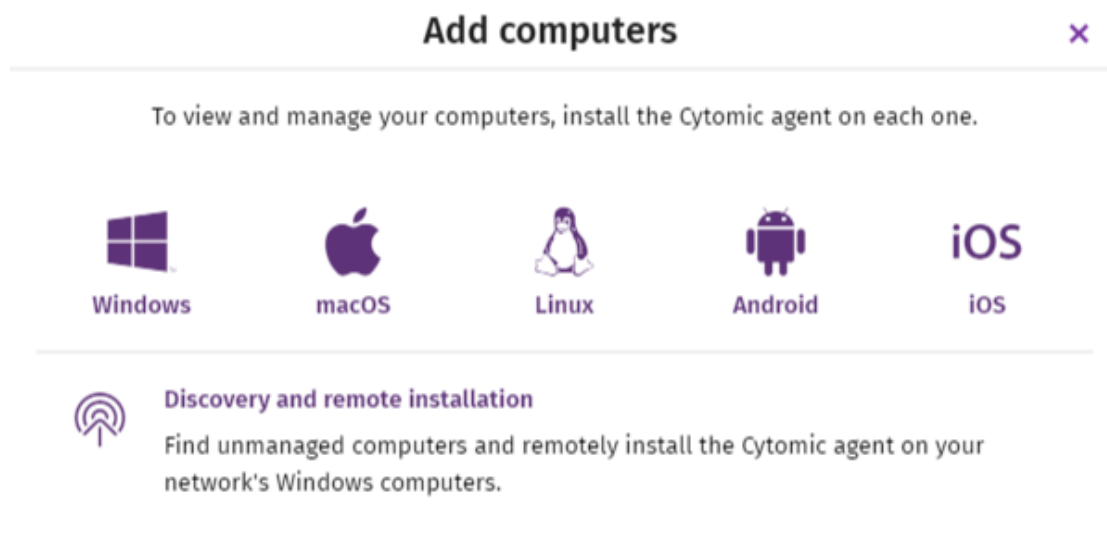 Add computers
To view and manage your computers, install the Cytomic agent on each one.
iOS
Windows macOS Linux Android iOS
Discovery and remote installation
Find unmanaged computers and remotely install the Cytomic agent on your
network's Windows computers.